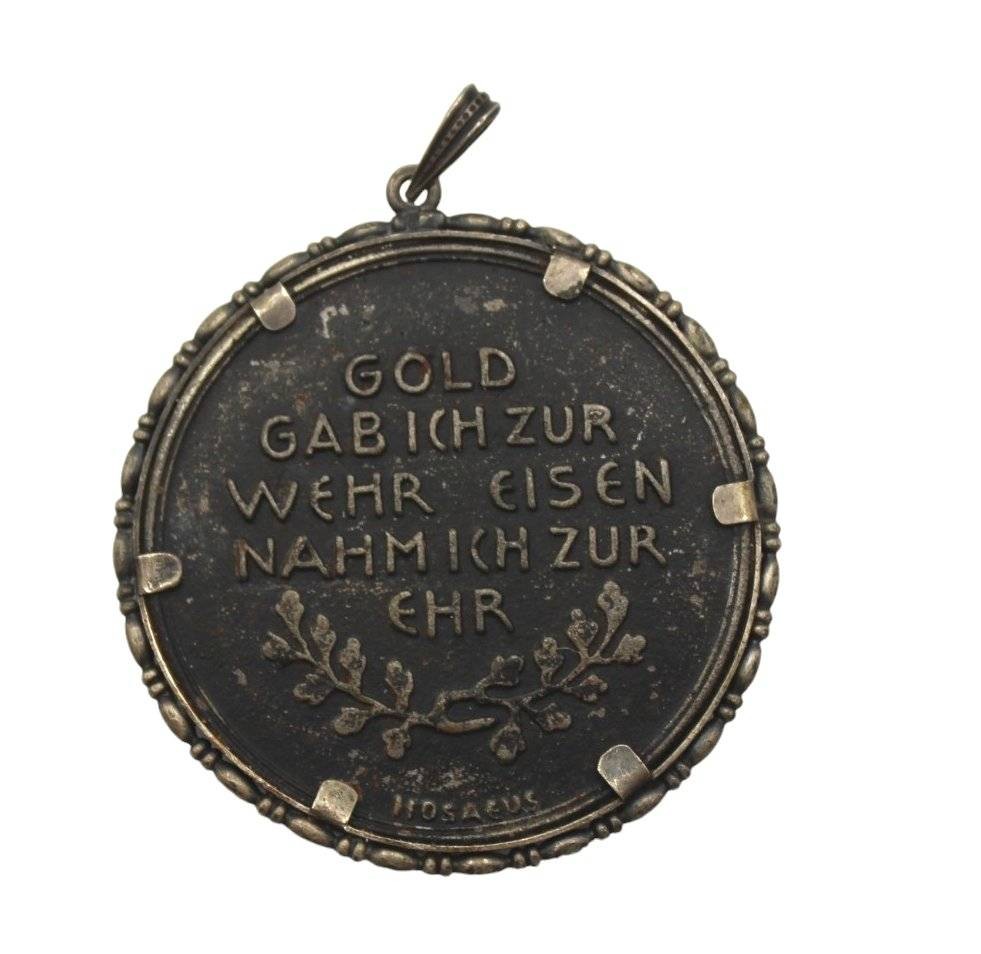 GOLD
GAB ICH ZUR
WEHR EISEN
NAHM ICH ZUR
EHR
HOSAEUS